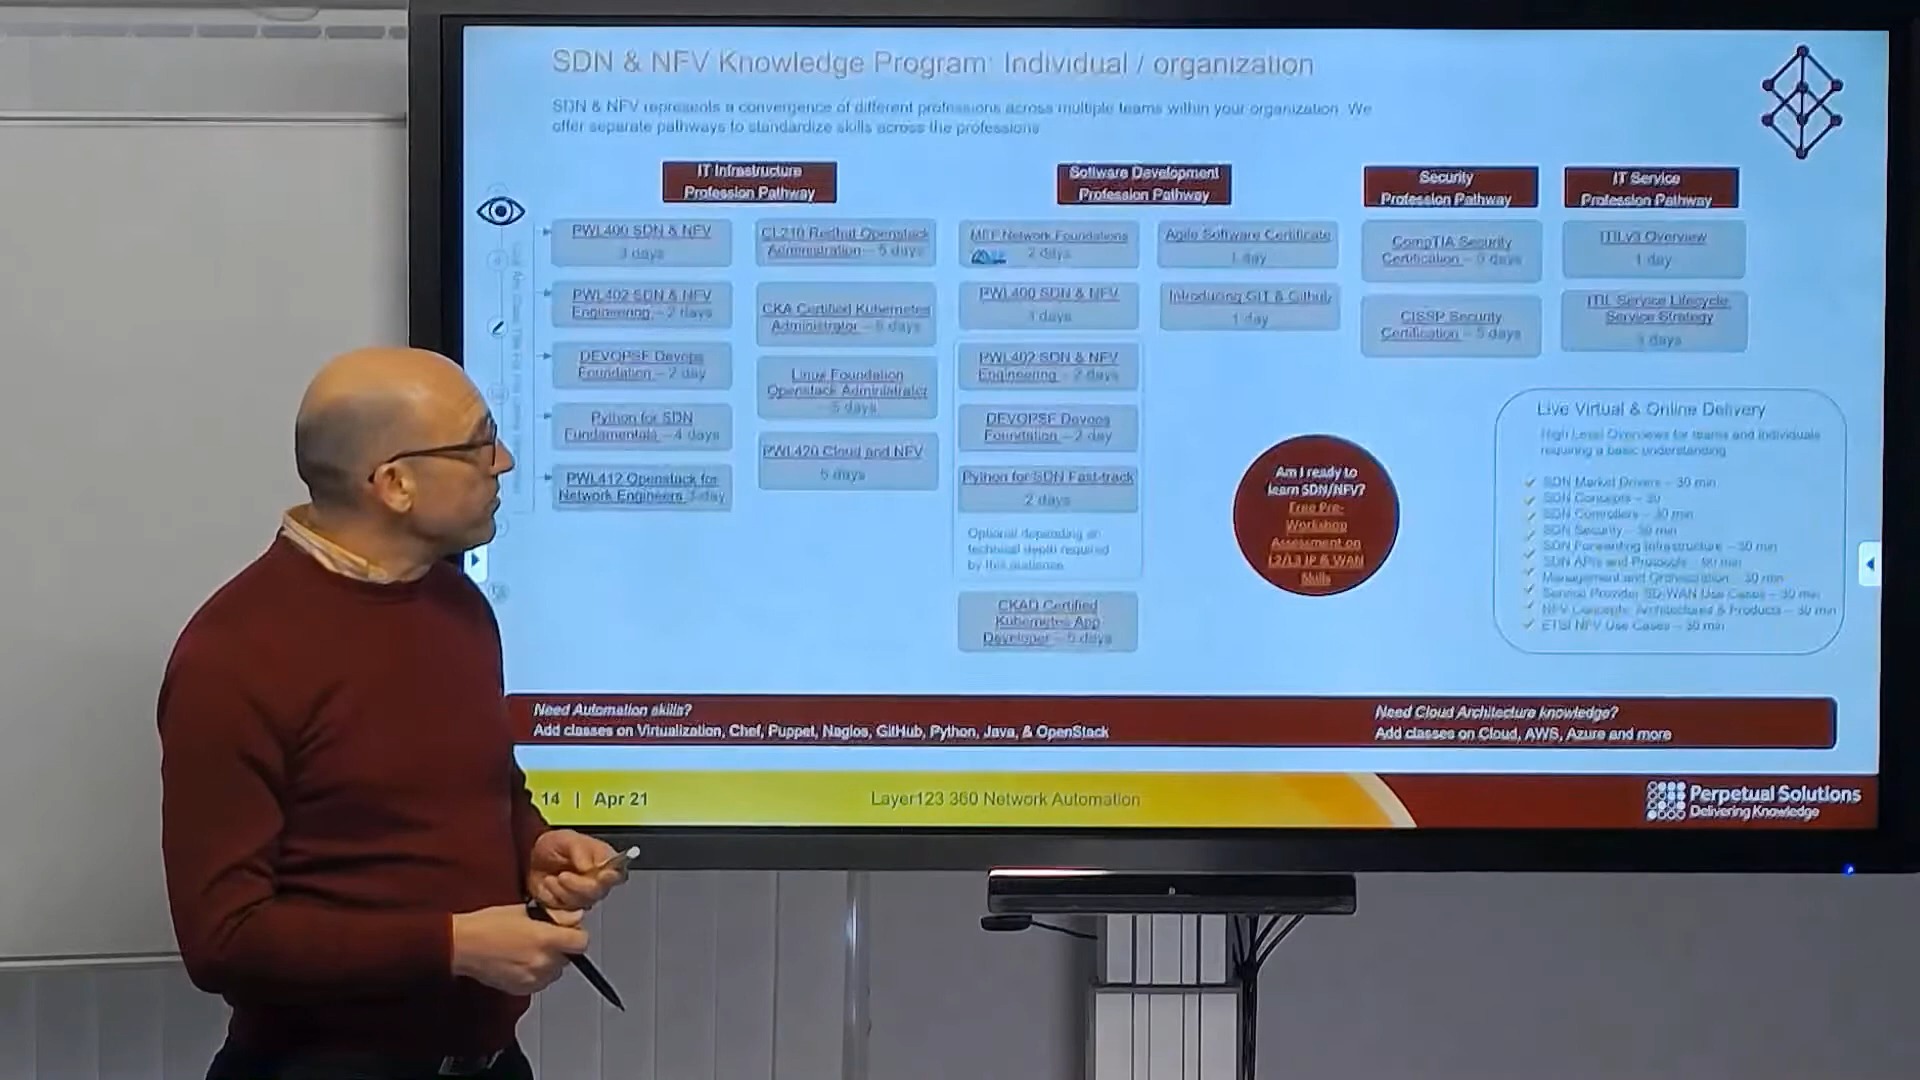 SDN & NFV Knowledge Program: Individual / organization
SDN & NFV represents a convergence of different professions across multiple teams within your organization. We
offer separate pathways to standardize skills across the professions
IT Infrastructure
Profession Pathway
PWL400 SDN & NFV
3 days
PWL402 SDN & NFV
Engineering – 2 days
DEVOPSF Devops
Foundation – 2 day
Python for SDN
Fundamentals – 4 days
PWL412 Openstack for
Network Engineers 1 day
CL210 Redhat Openstack
Administration – 5 days
CKA Certified Kubernetes
Administrator – 5 days
Linux Foundation
Openstack Administrator
– 5 days
PWL420 Cloud and NFV
5 days
Software Development
Profession Pathway
MEF Network Foundations
2 days
PWL400 SDN & NFV
3 days
PWL402 SDN & NFV
Engineering – 2 days
DEVOPSF Devops
Foundation – 2 day
Python for SDN Fast-track
2 days
Optional depending on
technical depth required
by this audience
CKAD Certified
Kubernetes App
Developer – 5 days
Agile Software Certificate
1 day
Introducing GIT & Github
1 day
Security
Profession Pathway
CompTIA Security
Certification – 5 days
CISSP Security
Certification – 5 days
IT Service
Profession Pathway
ITILv3 Overview
1 day
ITIL Service Lifecycle
Service Strategy
3 days
Am I ready to
learn SDN/NFV?
Free Pre-
Workshop
Assessment on
L2/L3 IP & WAN
Skills
Live Virtual & Online Delivery
High Level Overviews for teams and individuals
requiring a basic understanding
SDN Market Drivers – 30 min
SDN Concepts – 30
SDN Controllers – 30 min
SDN Security – 30 min
SDN Forwarding Infrastructure – 30 min
SDN APIs and Protocols – 60 min
Management and Orchestration – 30 min
Service Provider SD-WAN Use Cases – 30 min
NFV Concepts, Architectures & Products – 30 min
ETSI NFV Use Cases – 30 min
Need Automation skills?
Add classes on Virtualization, Chef, Puppet, Nagios, GitHub, Python, Java, & OpenStack
Need Cloud Architecture knowledge?
Add classes on Cloud, AWS, Azure and more
14 | Apr 21
Layer123 360 Network Automation
Perpetual Solutions
Delivering Knowledge